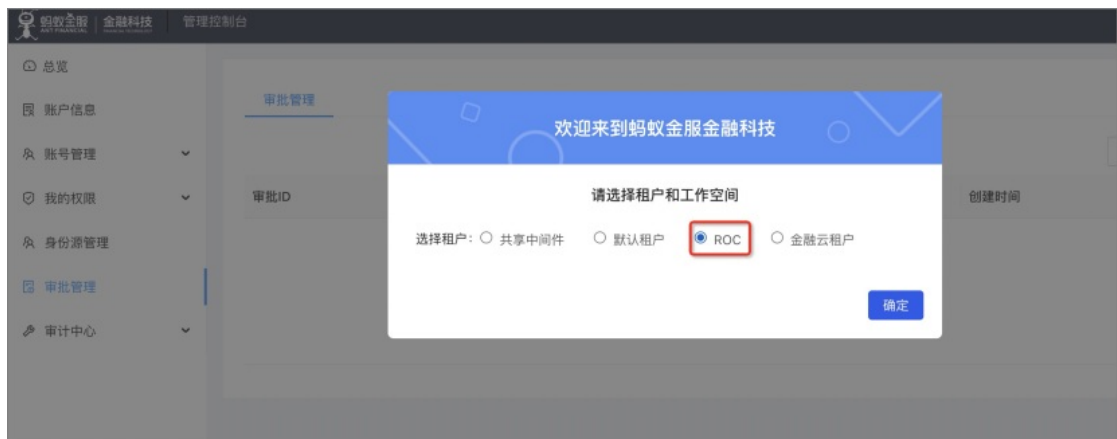 蚂蚁金服 金融科技 管理控制台
ANT FINANCIAL
总览
账户信息
账号管理
我的权限
身份源管理
审批管理
审计中心
审批管理
审批ID
创建时间
欢迎来到蚂蚁金服金融科技
请选择租户和工作空间
选择租户: 共享中间件 默认租户 ROC 金融云租户
确定